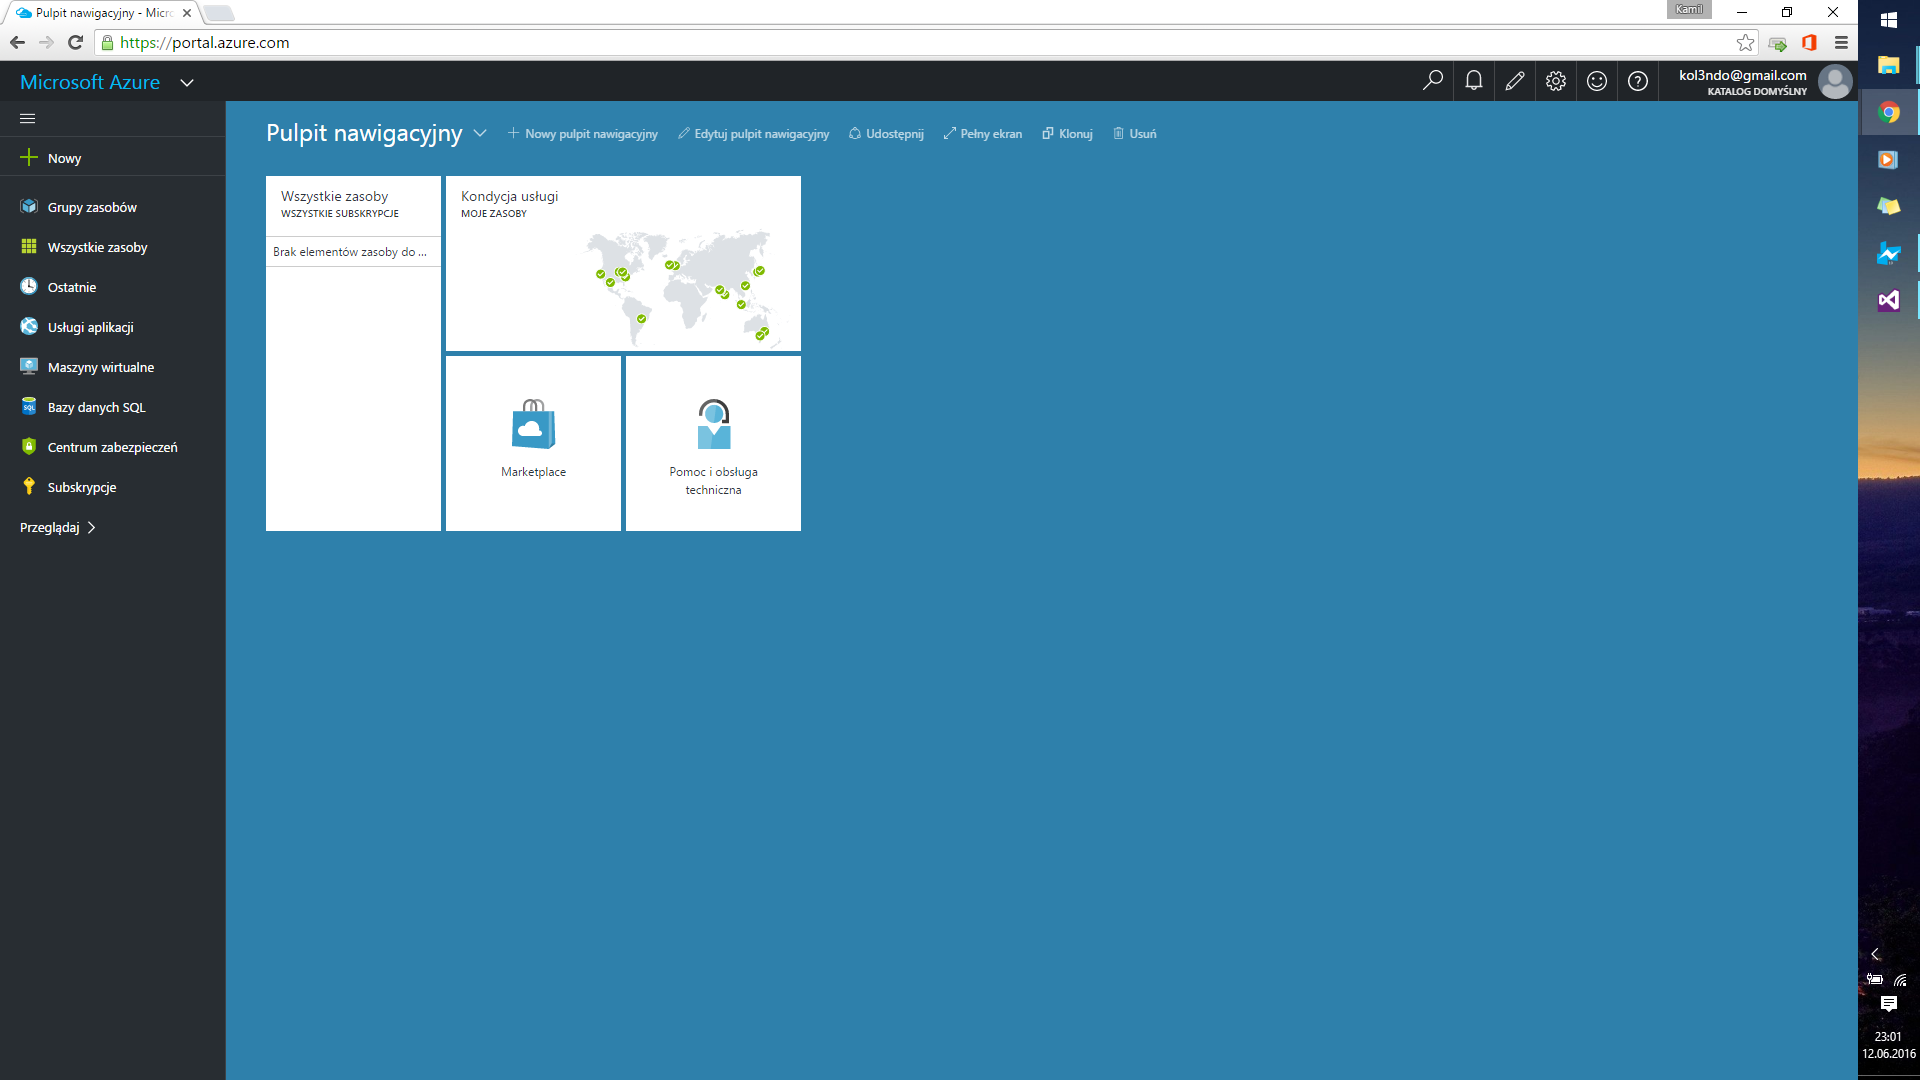 Pulpit nawigacyjny - Micro
Kamil
https://portal.azure.com
Microsoft Azure
kol3ndo@gmail.com
KATALOG DOMYŚLNY
Pulpit nawigacyjny
Nowy pulpit nawigacyjny
Edytuj pulpit nawigacyjny
Udostępnij
Pełny ekran
Klonuj
Usuń
Nowy
Grupy zasobów
Wszystkie zasoby
Ostatnie
Usługi aplikacji
Maszyny wirtualne
Bazy danych SQL
SQL
Centrum zabezpieczeń
Subskrypcje
Przeglądaj
Wszystkie zasoby
WSZYSTKIE SUBSKRYPCJE
Brak elementów zasoby do ...
Kondycja usługi
MOJE ZASOBY
Marketplace
Pomoc i obsługa
techniczna
23:01
12.06.2016